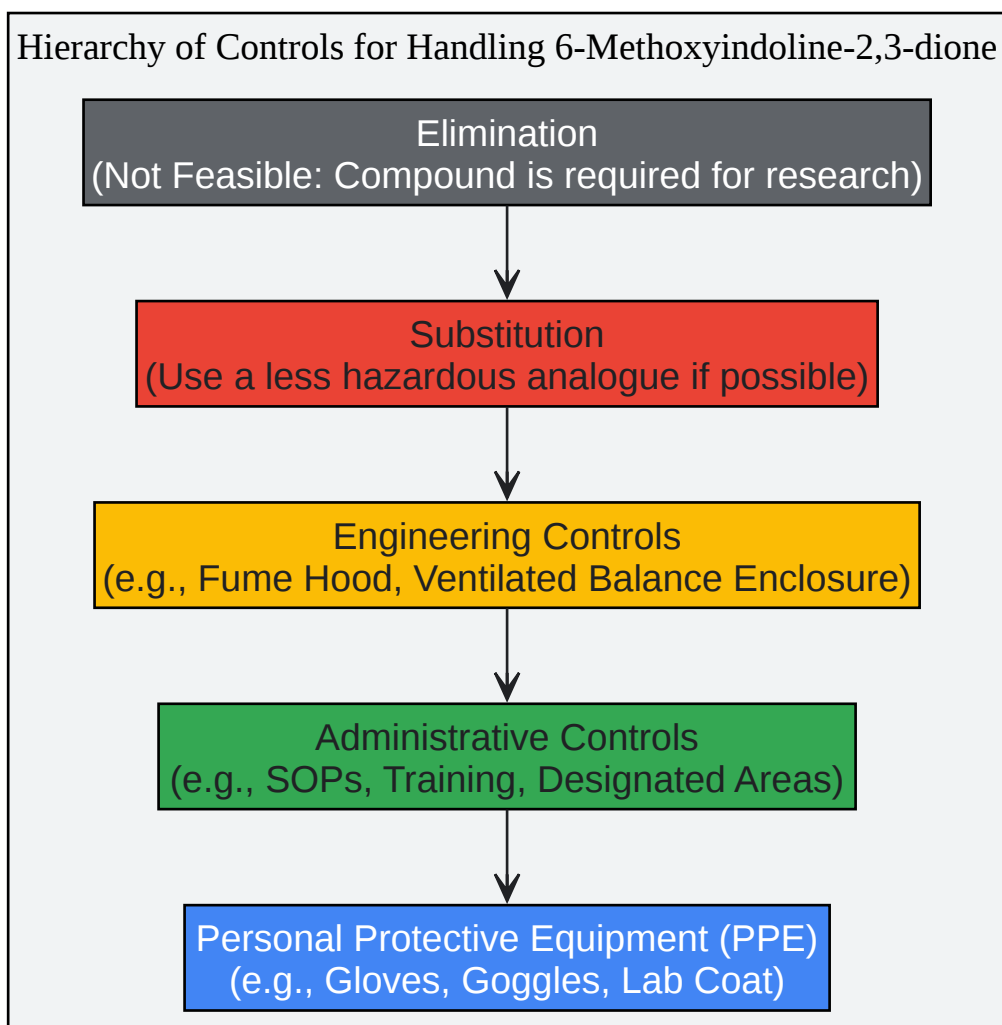 Hierarchy of Controls for Handling 6-Methoxyindoline-2,3-dione
Elimination
(Not Feasible: Compound is required for research)
Substitution
(Use a less hazardous analogue if possible)
Engineering Controls
(e.g., Fume Hood, Ventilated Balance Enclosure)
Administrative Controls
(e.g., SOPs, Training, Designated Areas)
Personal Protective Equipment (PPE)
(e.g., Gloves, Goggles, Lab Coat)